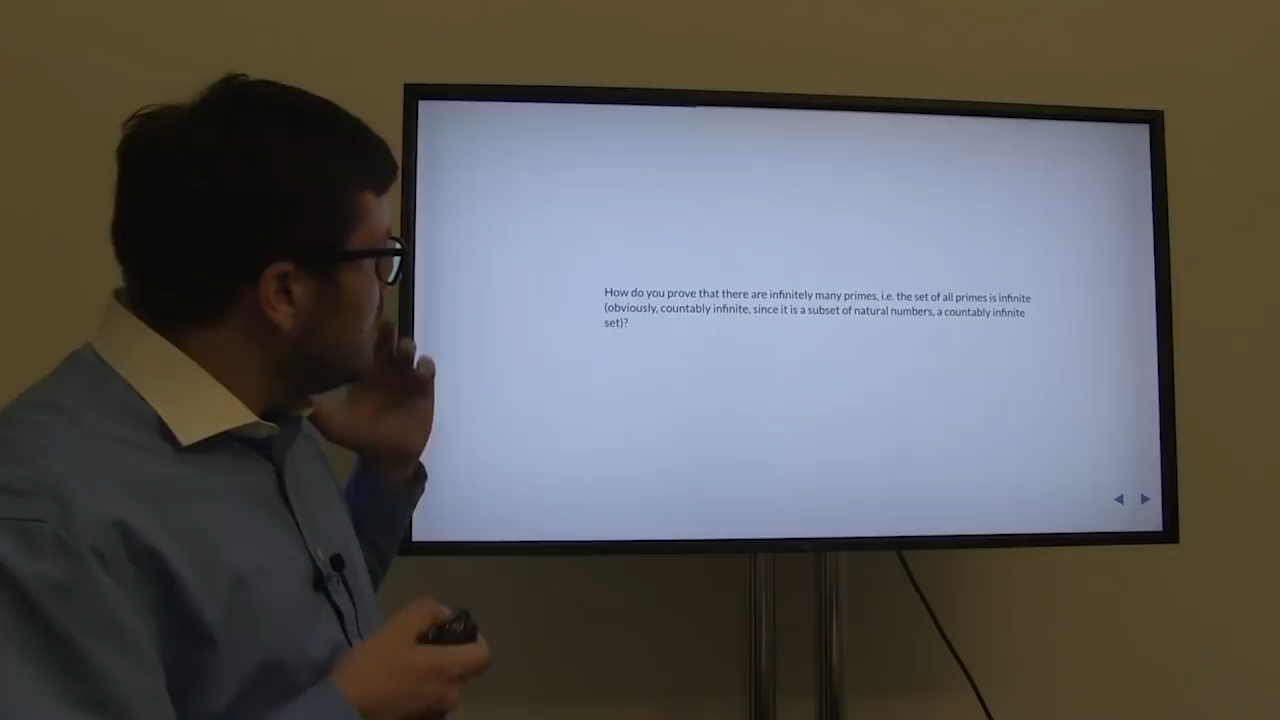 How do you prove that there are infinitely many primes, i.e. the set of all primes is infinite
(obviously, countably infinite, since it is a subset of natural numbers, a countably infinite
set)?